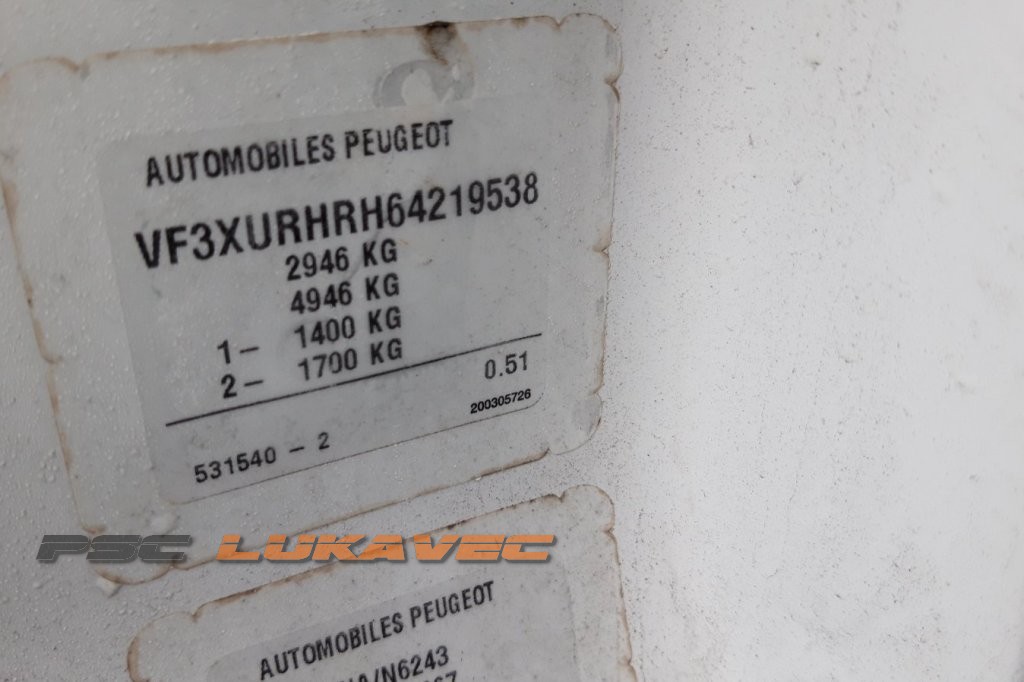 AUTOMOBILES PEUGEOT
VF3XURHRH64219538
2946 KG
4946 KG
1- 1400 KG
2- 1700 KG
0.51
200305726
531540 - 2
PSC LUKAVEC
AUTOMOBILES PEUGEOT